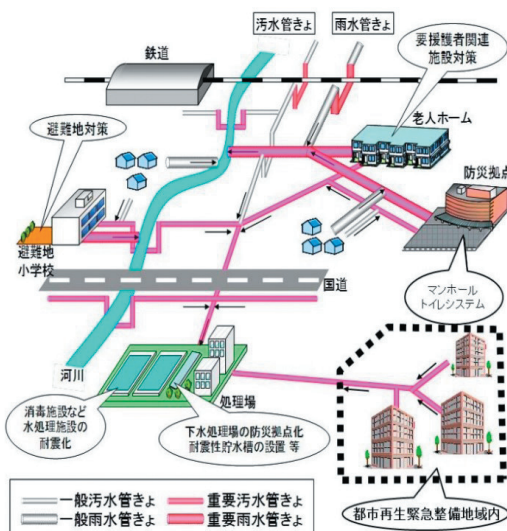 汚水管きょ
雨水管きょ
要援護者関連
施設対策
鉄道
老人ホーム
避難地対策
防災拠点
避難地
小学校
国道
マンホール
トイレシステム
河川
処理場
消毒施設など
水処理施設の
耐震化
下水処理場の防災拠点化
耐震性貯水槽の設置 等
一般汚水管きょ
重要汚水管きょ
一般雨水管きょ
重要雨水管きょ
都市再生緊急整備地域内